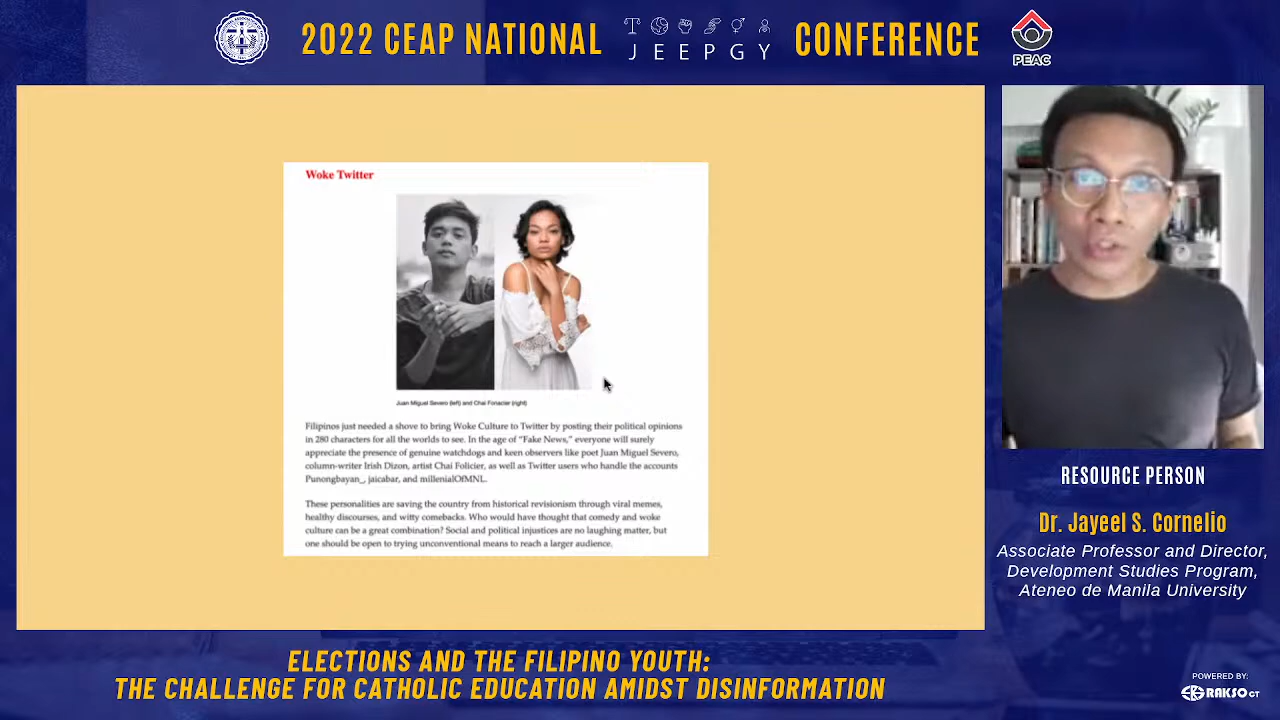 2022 CEAP NATIONAL
JEEPGY
CONFERENCE
PEAC
Woke Twitter
Juan Miguel Severo (left) and Chai Fonacier (right)
Filipinos just needed a shove to bring Woke Culture to Twitter by posting their political opinions
in 280 characters for all the worlds to see. In the age of “Fake News,” everyone will surely
appreciate the presence of genuine watchdogs and keen observers like poet Juan Miguel Severo,
column-writer Irish Dizon, artist Chai Folicier, as well as Twitter users who handle the accounts
Punongbayan_, jaicabar, and millenialOfMNL.
These personalities are saving the country from historical revisionism through viral memes,
healthy discourses, and witty comebacks. Who would have thought that comedy and woke
culture can be a great combination? Social and political injustices are no laughing matter, but
one should be open to trying unconventional means to reach a larger audience.
RESOURCE PERSON
Dr. Jayeel S. Cornelio
Associate Professor and Director,
Development Studies Program,
Ateneo de Manila University
ELECTIONS AND THE FILIPINO YOUTH:
THE CHALLENGE FOR CATHOLIC EDUCATION AMIDST DISINFORMATION
POWERED BY:
RAKSO CT